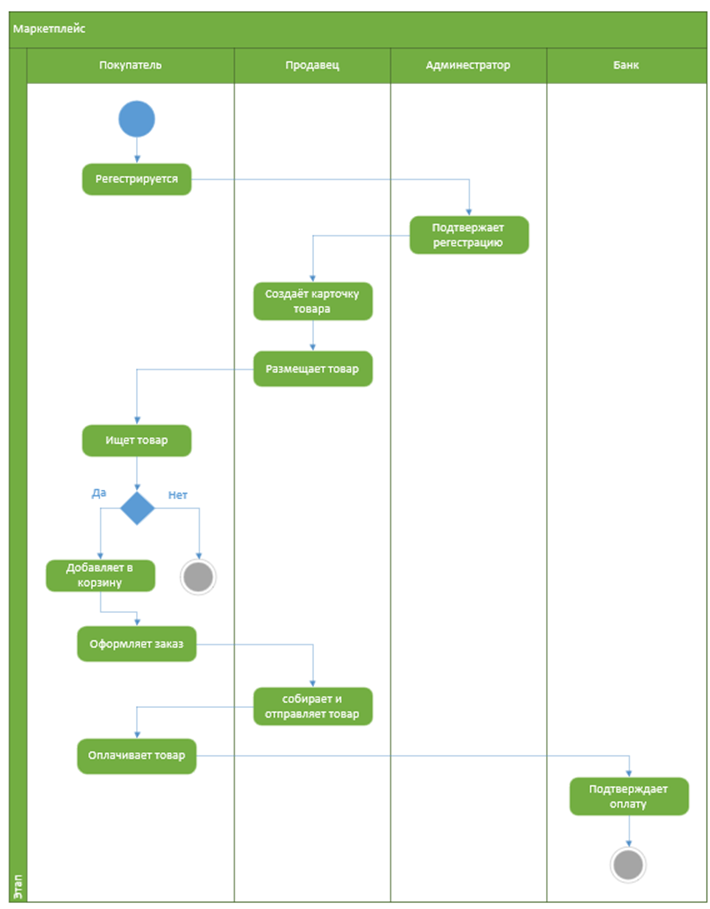 Маркетплейс
Покупатель
Продавец
Администратор
Банк
Регестрируется
Подтвержает
регестрацию
Создаёт карточку
товара
Размещает товар
Ищет товар
Да
Нет
Добавляет в
корзину
Оформляет заказ
собирает и
отправляет товар
Оплачивает товар
Подтверждает
оплату
Этап